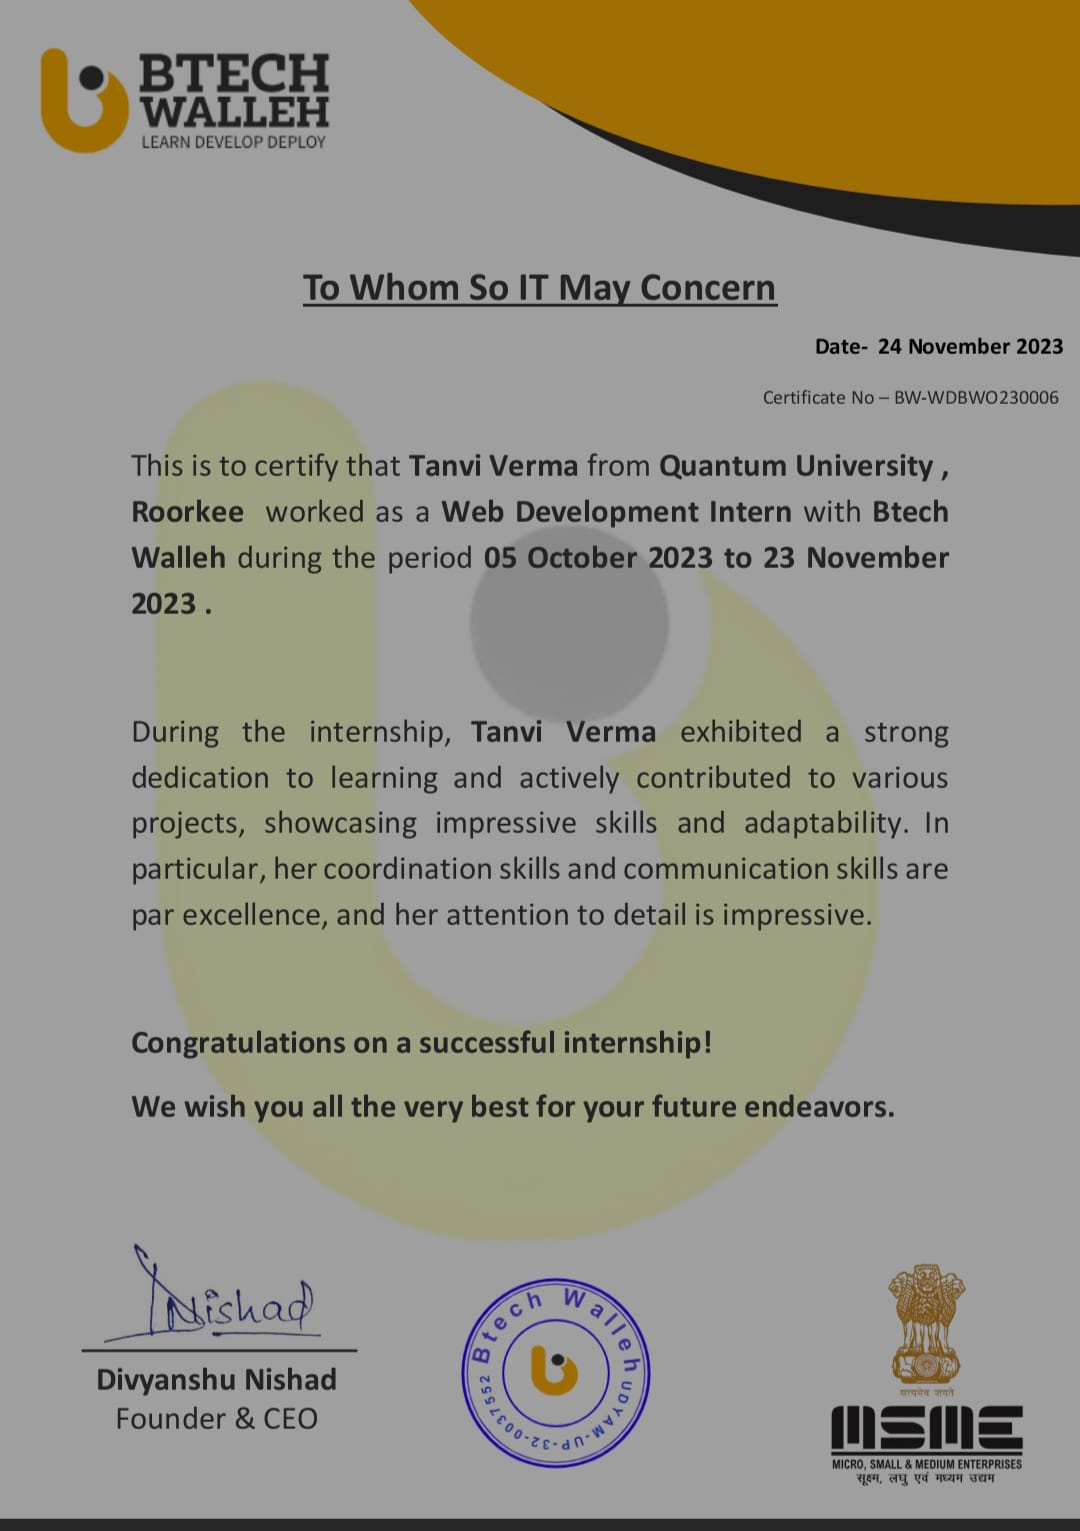 BTECH
WALLEH
LEARN DEVELOP DEPLOY
To Whom So IT May Concern
Date- 24 November 2023
Certificate No – BW-WDBWO230006
This is to certify that Tanvi Verma from Quantum University ,
Roorkee worked as a Web Development Intern with Btech
Walleh during the period 05 October 2023 to 23 November
2023 .
During the internship, Tanvi Verma exhibited a strong
dedication to learning and actively contributed to various
projects, showcasing impressive skills and adaptability. In
particular, her coordination skills and communication skills are
par excellence, and her attention to detail is impressive.
Congratulations on a successful internship!
We wish you all the very best for your future endeavors.
Nishad
Divyanshu Nishad
Founder & CEO
Btech Walleh
UDYAM-UP-32-0037552
सत्यमेव जयते
MSME
MICRO, SMALL & MEDIUM ENTERPRISES
सूक्ष्म, लघु एवं मध्यम उद्यम